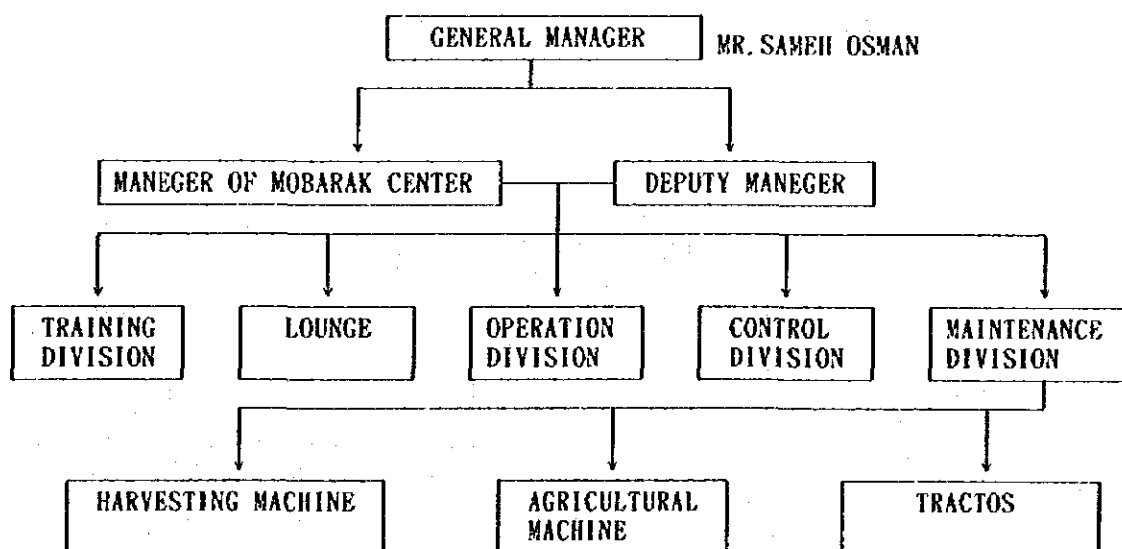 GENERAL MANAGER
MR. SAMEH OSMAN
MANEGER OF MOBARAK CENTER
DEPUTY MANEGER
TRAINING
DIVISION
LOUNGE
OPERATION
DIVISION
CONTROL
DIVISION
MAINTENANCE
DIVISION
HARVESTING MACHINE
AGRICULTURAL
MACHINE
TRACTOS